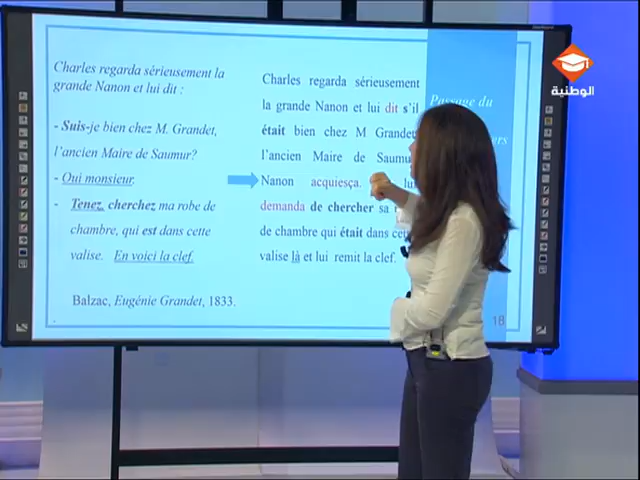 18
الوطنية
Charles regarda sérieusement la
grande Nanon et lui dit :
- Suis-je bien chez M. Grandet,
l'ancien Maire de Saumur?
- Oui monsieur.
- Tenez, cherchez ma robe de
chambre, qui est dans cette
valise. En voici la clef.
Balzac, Eugénie Grandet, 1833.
Charles regarda sérieusement
la grande Nanon et lui dit s'il
était bien chez M Grandet
l'ancien Maire de Saumur
Nanon acquiesça. lui
demanda de chercher sa
de chambre qui était dans cette
valise là et lui remit la clef.
Passage du
18